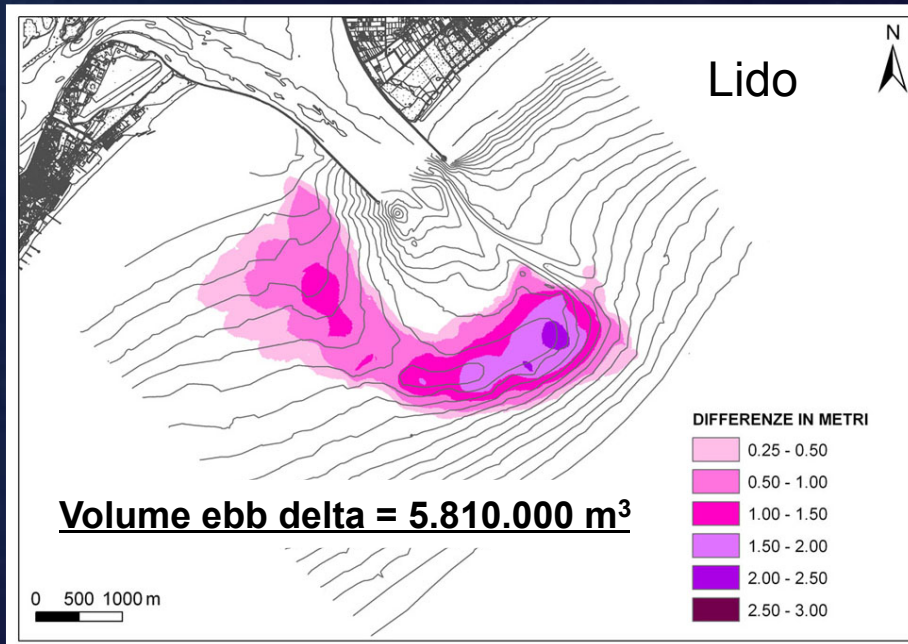 Lido
N
DIFFERENZE IN METRI
0.25 - 0.50
0.50 - 1.00
1.00 - 1.50
1.50 - 2.00
2.00 - 2.50
2.50 - 3.00
Volume ebb delta = 5.810.000 m³
0 500 1000 m